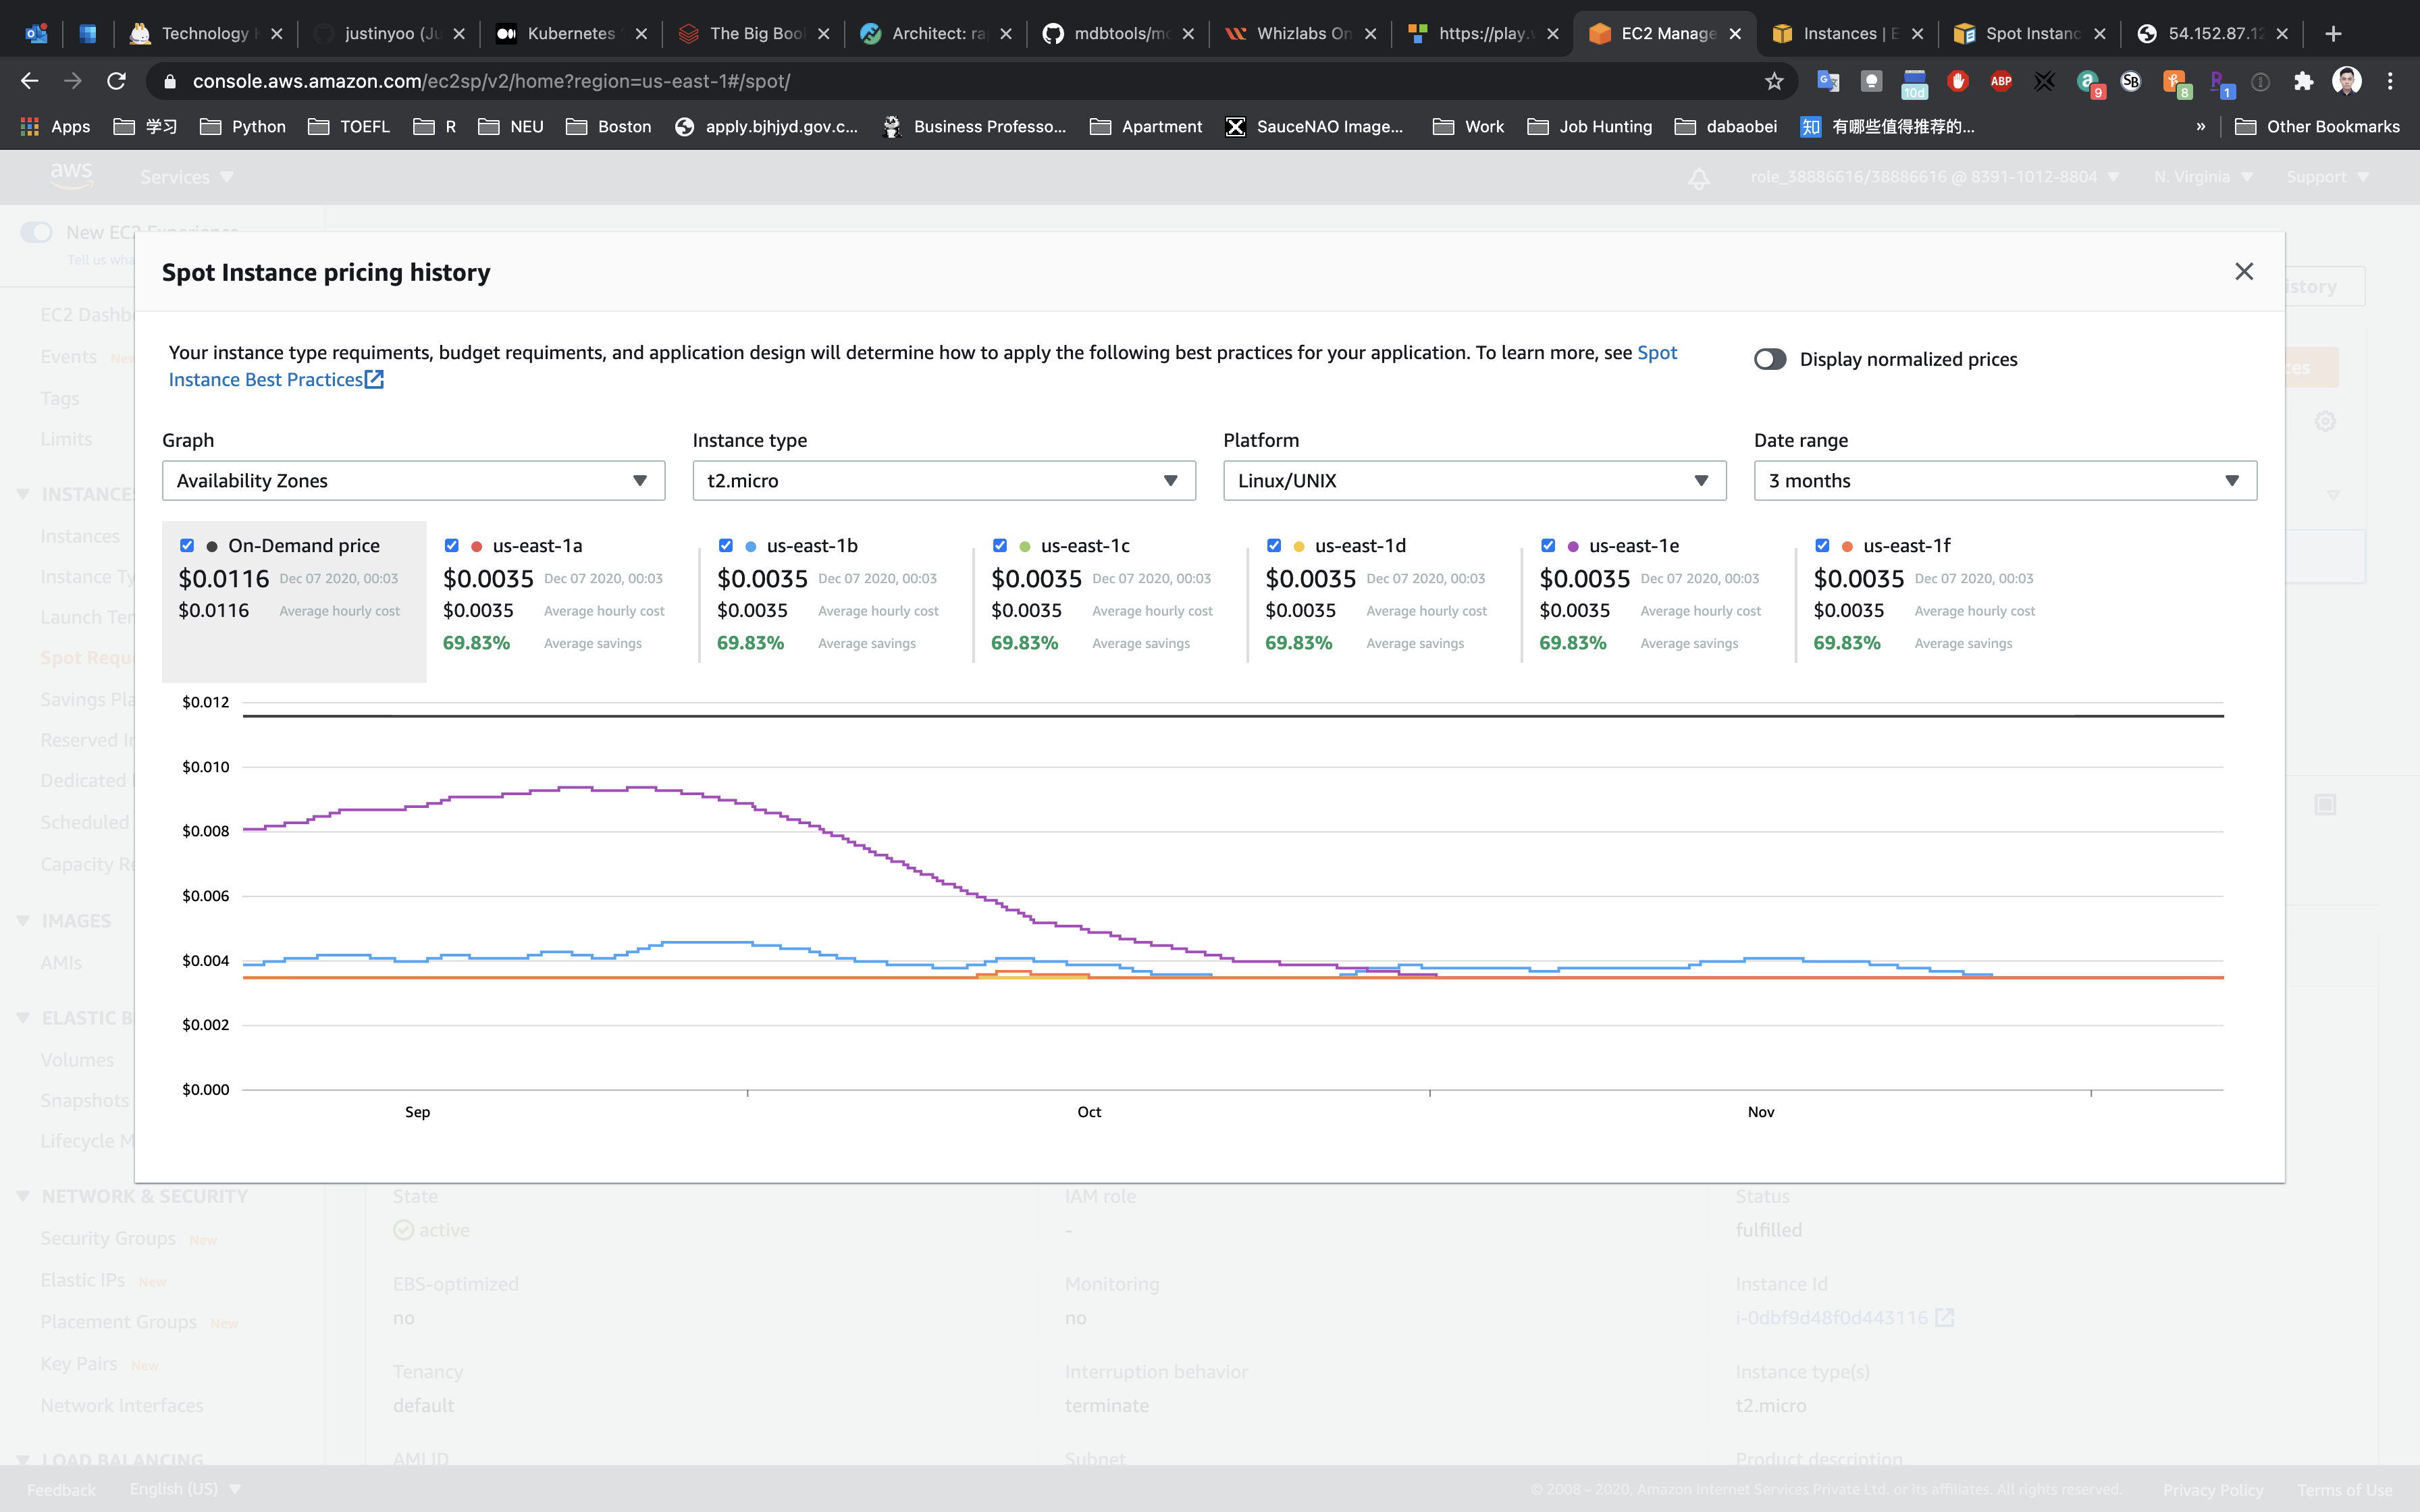 Technology
justinyoo (Ju
Kubernetes
The Big Boo
Architect: ra
mdbtools/m
Whizlabs On
https://play.
EC2 Manage
Instances | E
Spot Instanc
54.152.87.12
console.aws.amazon.com/ec2sp/v2/home?region=us-east-1#/spot/
10d
ABP
9
SB
8
1
Apps
学习
Python
TOEFL
R
NEU
Boston
apply.bjhjyd.gov.c...
Business Professo...
Apartment
SauceNAO Image...
Work
Job Hunting
dabaobei
知 有哪些值得推荐的...
»
Other Bookmarks
aws
Services
role_38886616/38886616 @ 8391-1012-8804
N. Virginia
Support
New EC2 Experience
Tell us wha
Spot Instance pricing history
istory
Your instance type requiments, budget requiments, and application design will determine how to apply the following best practices for your application. To learn more, see Spot
Instance Best Practices
Display normalized prices
Graph
Instance type
Platform
Date range
Availability Zones
t2.micro
Linux/UNIX
3 months
On-Demand price
$0.0116 Dec 07 2020, 00:03
$0.0116 Average hourly cost
us-east-1a
$0.0035 Dec 07 2020, 00:03
$0.0035 Average hourly cost
69.83% Average savings
us-east-1b
$0.0035 Dec 07 2020, 00:03
$0.0035 Average hourly cost
69.83% Average savings
us-east-1c
$0.0035 Dec 07 2020, 00:03
$0.0035 Average hourly cost
69.83% Average savings
us-east-1d
$0.0035 Dec 07 2020, 00:03
$0.0035 Average hourly cost
69.83% Average savings
us-east-1e
$0.0035 Dec 07 2020, 00:03
$0.0035 Average hourly cost
69.83% Average savings
us-east-1f
$0.0035 Dec 07 2020, 00:03
$0.0035 Average hourly cost
69.83% Average savings
$0.012
$0.010
$0.008
$0.006
$0.004
$0.002
$0.000
Sep
Oct
Nov
EC2 Dashb
Events New
Tags
Limits
INSTANCES
Instances
Instance Ty
Launch Ten
Spot Requ
Savings Pla
Reserved In
Dedicated
Scheduled
Capacity Re
IMAGES
AMIs
ELASTIC B
Volumes
Snapshots
Lifecycle M
NETWORK & SECURITY
Security Groups New
Elastic IPs New
Placement Groups New
Key Pairs New
Network Interfaces
LOAD BALANCING
State
active
IAM role
-
Status
fulfilled
EBS-optimized
no
Monitoring
no
Instance Id
i-0dbf9d48f0d443116
Tenancy
default
Interruption behavior
terminate
Instance type(s)
t2.micro
AMI ID
Subnet
Product description
Feedback
English (US)
© 2008 - 2020, Amazon Internet Services Private Ltd. or its affiliates. All rights reserved.
Privacy Policy
Terms of Use